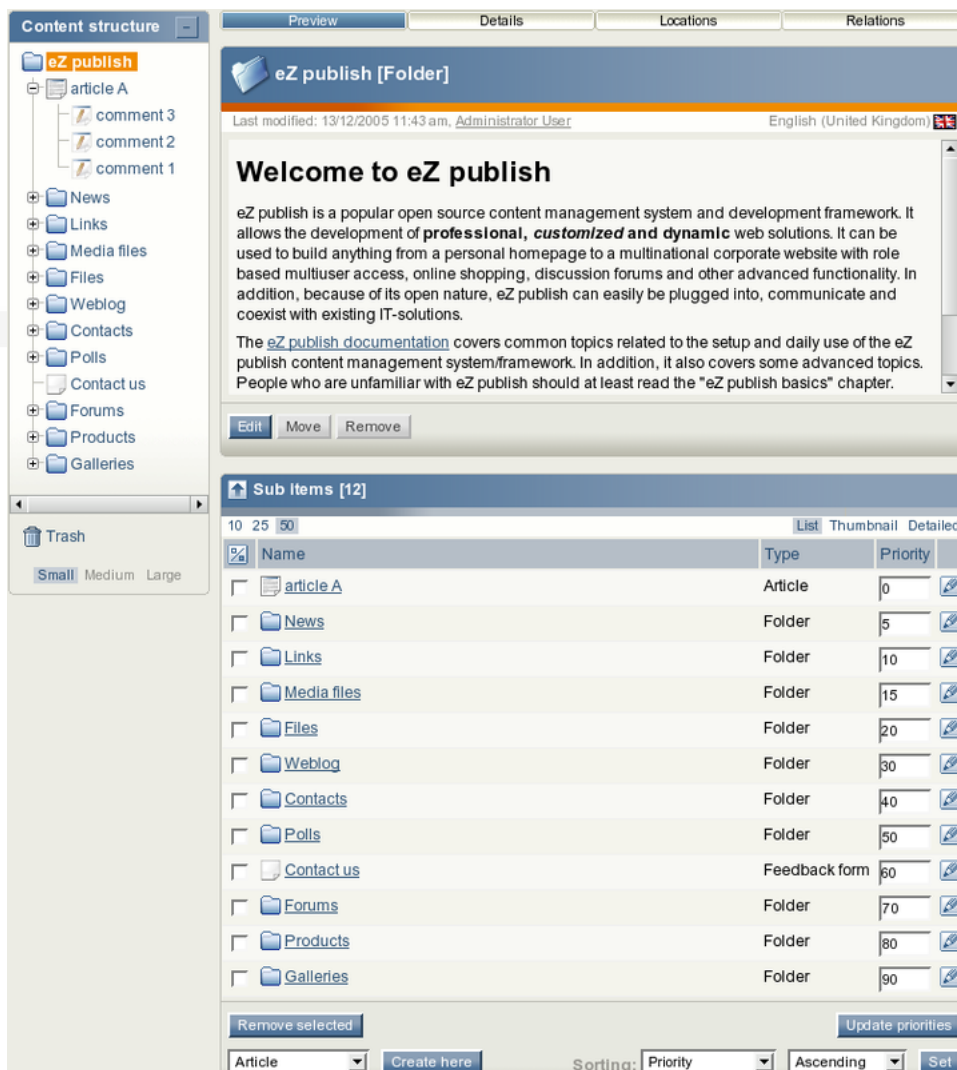 Content structure
eZ publish
article A
comment 3
comment 2
comment 1
News
Links
Media files
Files
Weblog
Contacts
Polls
Contact us
Forums
Products
Galleries
Trash
Small Medium Large
Preview Details Locations Relations
eZ publish [Folder]
Last modified: 13/12/2005 11:43 am, Administrator User English (United Kingdom)
Welcome to eZ publish
eZ publish is a popular open source content management system and development framework. It
allows the development of professional, customized and dynamic web solutions. It can be
used to build anything from a personal homepage to a multinational corporate website with role
based multiuser access, online shopping, discussion forums and other advanced functionality. In
addition, because of its open nature, eZ publish can easily be plugged into, communicate and
coexist with existing IT-solutions.
The eZ publish documentation covers common topics related to the setup and daily use of the eZ
publish content management system/framework. In addition, it also covers some advanced topics.
People who are unfamiliar with eZ publish should at least read the "eZ publish basics" chapter.
Edit Move Remove
Sub items [12]
10 25 50 List Thumbnail Detailed
Name Type Priority
article A Article 0
News Folder 5
Links Folder 10
Media files Folder 15
Files Folder 20
Weblog Folder 30
Contacts Folder 40
Polls Folder 50
Contact us Feedback form 60
Forums Folder 70
Products Folder 80
Galleries Folder 90
Remove selected Update priorities
Article Create here Sorting: Priority Ascending Set